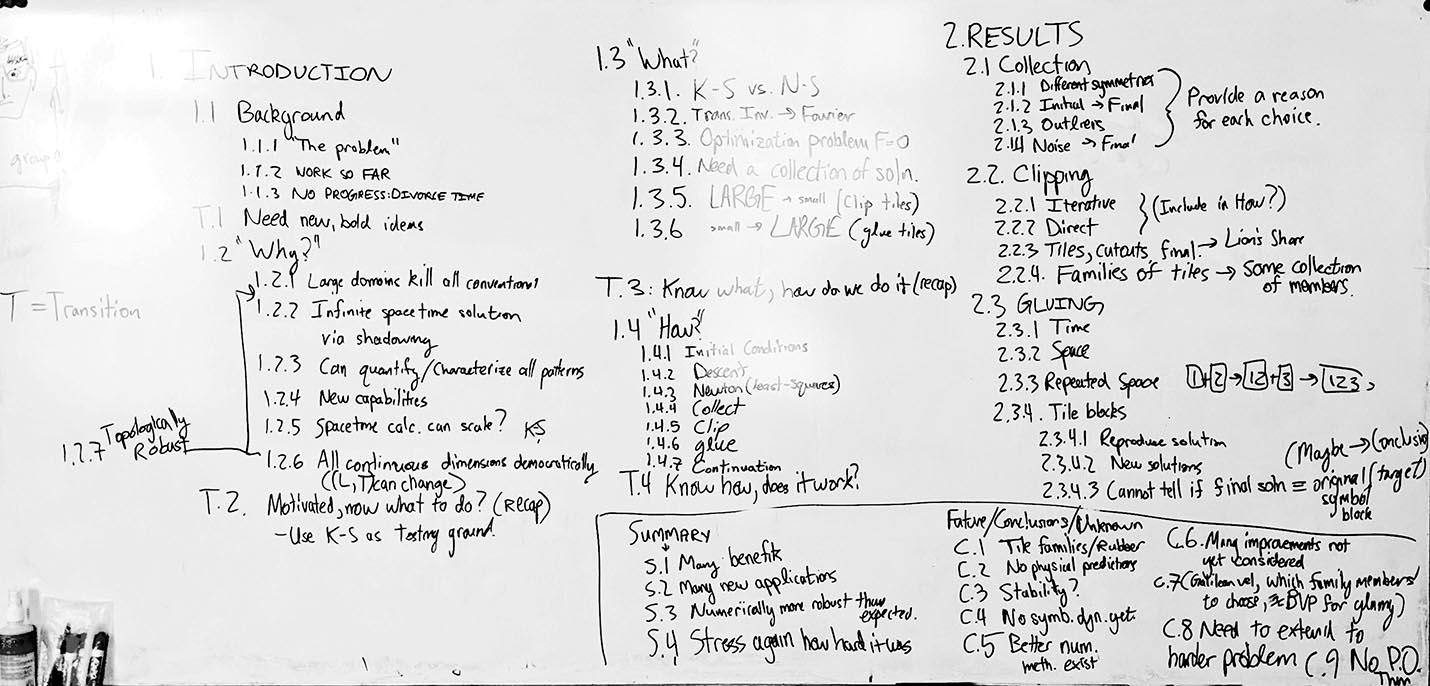 1. INTRODUCTION
1.1 Background
1.1.1 "The problem"
1.1.2 WORK SO FAR
1.1.3 NO PROGRESS: DIVORCE TIME
T.1 Need new, bold ideas
1.2 "Why?"
1.2.1 Large domains kill all conventional
1.2.2 Infinite spacetime solution
via shadowing
1.2.3 Can quantify/characterize all patterns
1.2.4 New capabilities
1.2.5 Spacetime calc. can scale? KS
1.2.6 All continuous dimensions democratically
((L,T) can change)
1.2.7 Topologically
Robust
T.2. Motivated, now what to do? (recap)
- Use K-S as testing ground.
T = Transition
group
1.3 "What?"
1.3.1. K-S vs. N-S
1.3.2. Trans. Inv. → Fourier
1.3.3. Optimization problem F=0
1.3.4. Need a collection of soln.
1.3.5. LARGE → small (Clip tiles)
1.3.6 small → LARGE (glue tiles)
T.3: Know what, how do we do it (recap)
1.4 "How?"
1.4.1 Initial Conditions
1.4.2 Descent
1.4.3 Newton (least-squares)
1.4.4 Collect
1.4.5 Clip
1.4.6 glue
1.4.7 Continuation
T.4 Know how, does it work?
2. RESULTS
2.1 Collection
2.1.1 Different symmetries
2.1.2 Initial → Final
2.1.3 Outliers
2.1.4 Noise → Final
Provide a reason
for each choice.
2.2. Clipping
2.2.1 Iterative
2.2.2 Direct
(Include in How?)
2.2.3 Tiles, cutouts, final. → Lion's Share
2.2.4. Families of tiles → Some collection
of members.
2.3 GLUING
2.3.1 Time
2.3.2 Space
2.3.3 Repeated Space 1+2→12+3→123,
2.3.4. Tile blocks
2.3.4.1 Reproduce solution
2.3.4.2 New solutions (Maybe → Conclusion)
2.3.4.3 Cannot tell if final soln ≡ original (target)
symbol
block
SUMMARY
S.1 Many benefits
S.2 Many new applications
S.3 Numerically more robust than
expected.
S.4 Stress again how hard it was
Future/Conclusions/Unknown
C.1 Tile families/Rubber
C.2 No physical predictions
C.3 Stability?
C.4 No symb. dyn. yet.
C.5 Better num.
meth. exist
C.6. Many improvements not
yet considered
C.7 (Galilean vel, which family members
to choose, BVP for gluing)
C.8 Need to extend to
harder problem C.9 No P.O.
Thm